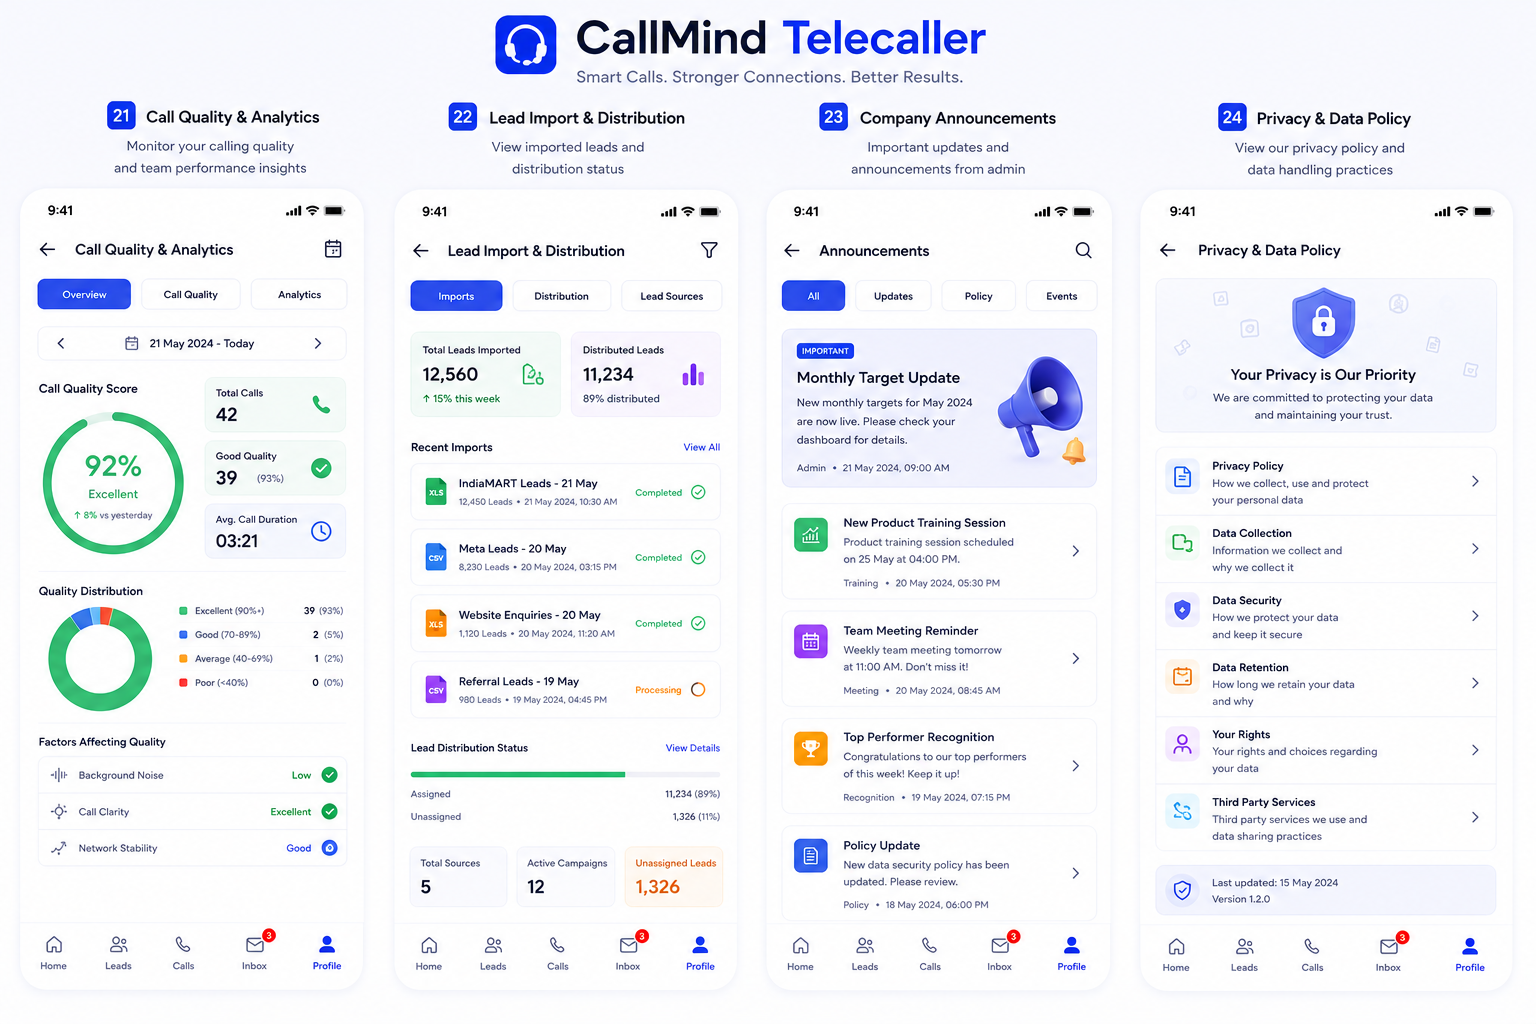 CallMind Telecaller
Smart Calls. Stronger Connections. Better Results.
21 Call Quality & Analytics
Monitor your calling quality
and team performance insights
9:41
Call Quality & Analytics
Overview
Call Quality
Analytics
21 May 2024 - Today
Call Quality Score
92%
Excellent
↑ 8% vs yesterday
Total Calls
42
Good Quality
39 (93%)
Avg. Call Duration
03:21
Quality Distribution
Excellent (90%+) 39 (93%)
Good (70-89%) 2 (5%)
Average (40-69%) 1 (2%)
Poor (<40%) 0 (0%)
Factors Affecting Quality
Background Noise Low
Call Clarity Excellent
Network Stability Good
Home
Leads
Calls
3
Inbox
Profile
22 Lead Import & Distribution
View imported leads and
distribution status
9:41
Lead Import & Distribution
Imports
Distribution
Lead Sources
Total Leads Imported
12,560
↑ 15% this week
Distributed Leads
11,234
89% distributed
Recent Imports View All
XLS
IndiaMART Leads - 21 May
12,450 Leads • 21 May 2024, 10:30 AM
Completed
CSV
Meta Leads - 20 May
8,230 Leads • 20 May 2024, 03:15 PM
Completed
XLS
Website Enquiries - 20 May
1,120 Leads • 20 May 2024, 11:20 AM
Completed
CSV
Referral Leads - 19 May
980 Leads • 19 May 2024, 04:45 PM
Processing
Lead Distribution Status View Details
Assigned 11,234 (89%)
Unassigned 1,326 (11%)
Total Sources
5
Active Campaigns
12
Unassigned Leads
1,326
Home
Leads
Calls
3
Inbox
Profile
23 Company Announcements
Important updates and
announcements from admin
9:41
Announcements
All
Updates
Policy
Events
IMPORTANT
Monthly Target Update
New monthly targets for May 2024
are now live. Please check your
dashboard for details.
Admin • 21 May 2024, 09:00 AM
New Product Training Session
Product training session scheduled
on 25 May at 04:00 PM.
Training • 20 May 2024, 05:30 PM
Team Meeting Reminder
Weekly team meeting tomorrow
at 11:00 AM. Don't miss it!
Meeting • 20 May 2024, 08:45 AM
Top Performer Recognition
Congratulations to our top performers
of this week! Keep it up!
Recognition • 19 May 2024, 07:15 PM
Policy Update
New data security policy has been
updated. Please review.
Policy • 18 May 2024, 06:00 PM
Home
Leads
Calls
3
Inbox
Profile
24 Privacy & Data Policy
View our privacy policy and
data handling practices
9:41
Privacy & Data Policy
Your Privacy is Our Priority
We are committed to protecting your data
and maintaining your trust.
Privacy Policy
How we collect, use and protect
your personal data
Data Collection
Information we collect and
why we collect it
Data Security
How we protect your data
and keep it secure
Data Retention
How long we retain your data
and why
Your Rights
Your rights and choices regarding
your data
Third Party Services
Third party services we use and
data sharing practices
Last updated: 15 May 2024
Version 1.2.0
Home
Leads
Calls
3
Inbox
Profile